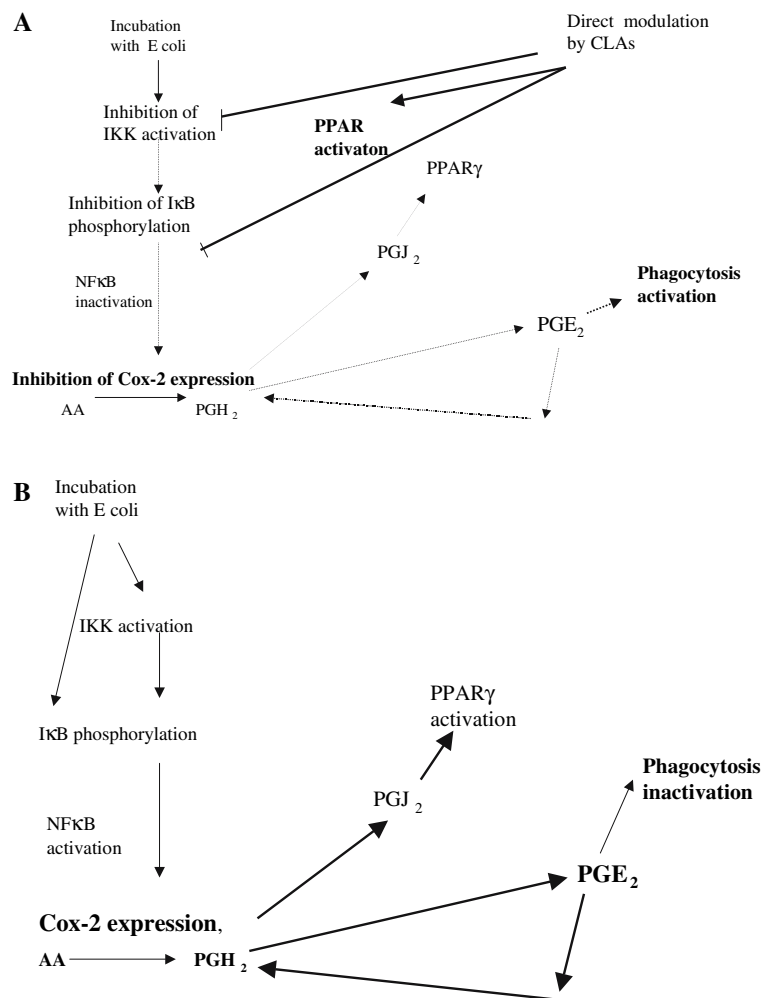 A
Incubation
with E coli
Direct modulation
by CLAs
Inhibition of
IKK activation
PPAR
activaton
PPARγ
Inhibition of IκB
phosphorylation
PGJ 2
NFκB
inactivation
Phagocytosis
activation
PGE2
Inhibition of Cox-2 expression
AA
PGH 2
B
Incubation
with E coli
IKK activation
PPARγ
activation
IκB phosphorylation
Phagocytosis
inactivation
PGJ 2
NFκB
activation
PGE2
Cox-2 expression,
AA
PGH 2